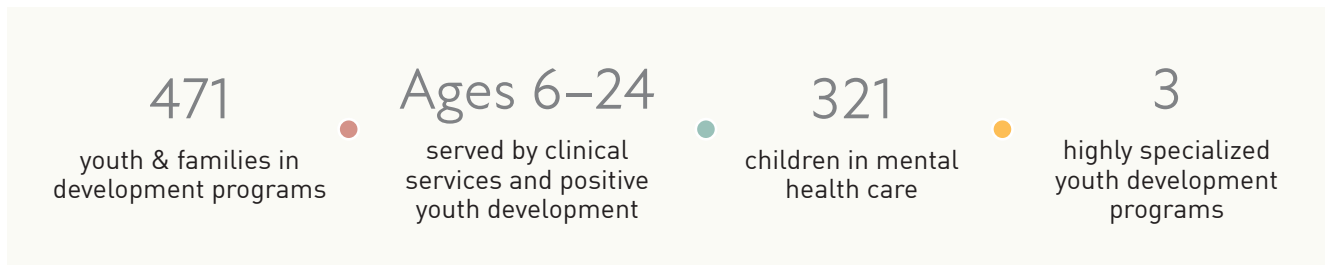 471
youth & families in
development programs
Ages 6–24
served by clinical
services and positive
youth development
321
children in mental
health care
3
highly specialized
youth development
programs